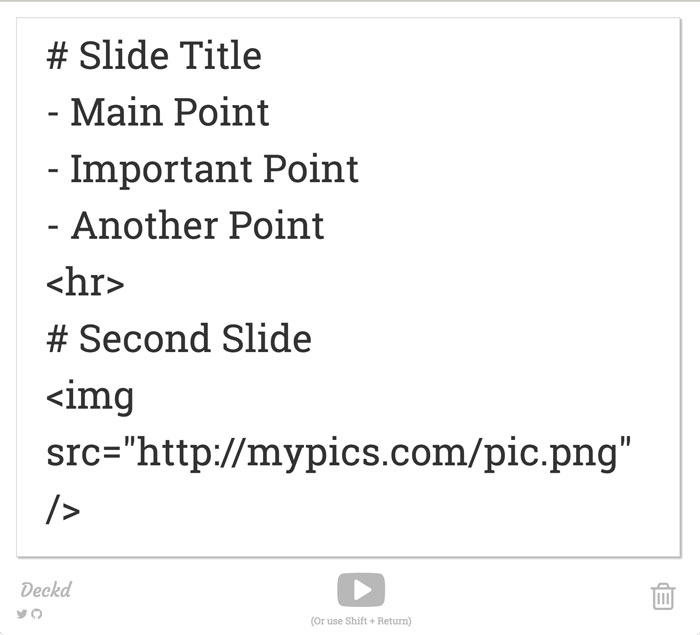 # Slide Title
- Main Point
- Important Point
- Another Point
<hr>
# Second Slide
<img
src="http://mypics.com/pic.png"
/>
Deckd
(Or use Shift + Return)